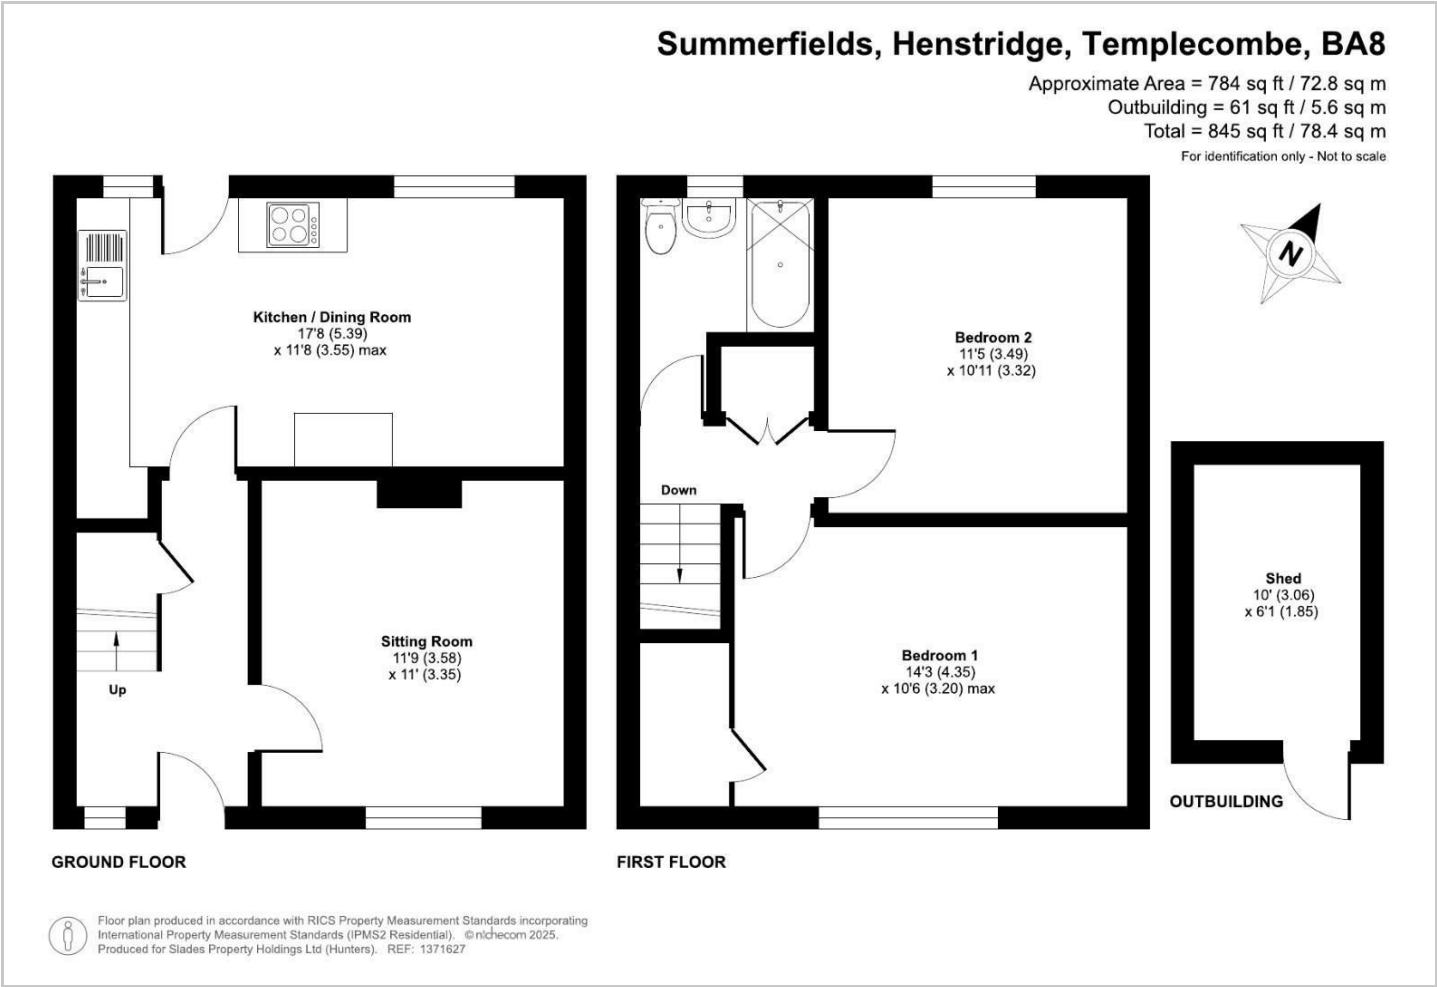 Summerfields, Henstridge, Templecombe, BA8
Approximate Area = 784 sq ft / 72.8 sq m
Outbuilding = 61 sq ft / 5.6 sq m
Total = 845 sq ft / 78.4 sq m
For identification only - Not to scale
N
Kitchen / Dining Room
17'8 (5.39)
x 11'8 (3.55) max
Bedroom 2
11'5 (3.49)
x 10'11 (3.32)
Down
Shed
10' (3.06)
x 6'1 (1.85)
Sitting Room
11'9 (3.58)
x 11' (3.35)
Bedroom 1
14'3 (4.35)
x 10'6 (3.20) max
Up
OUTBUILDING
GROUND FLOOR
FIRST FLOOR
Floor plan produced in accordance with RICS Property Measurement Standards incorporating
International Property Measurement Standards (IPMS2 Residential). © nichecom 2025.
Produced for Slades Property Holdings Ltd (Hunters). REF: 1371627